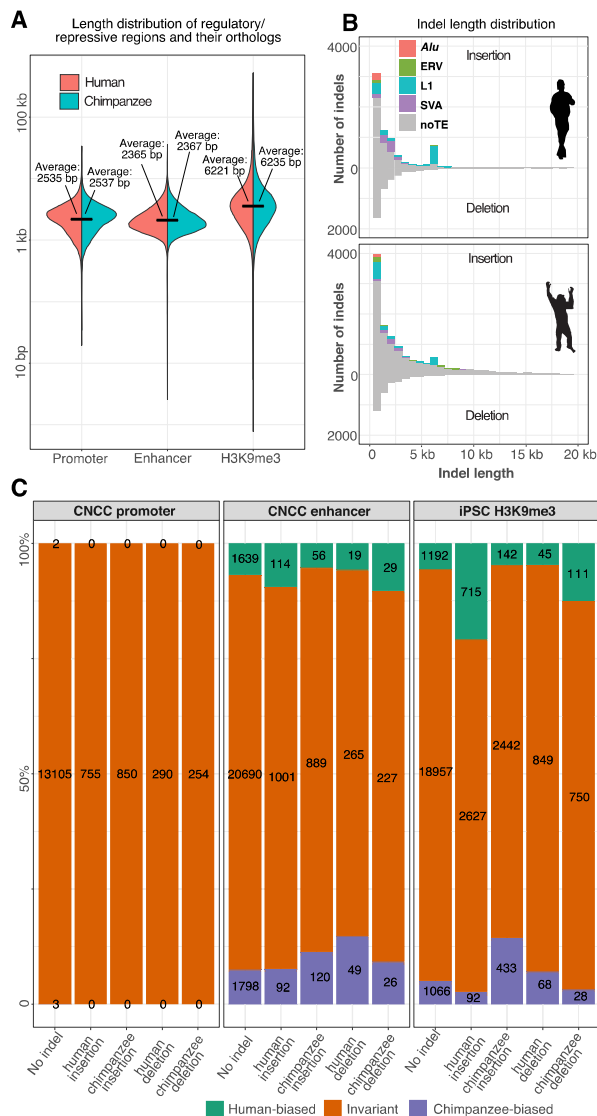 A
Length distribution of regulatory/
repressive regions and their orthologs
Human
Chimpanzee
100 kb
1 kb
10 bp
Average:
2535 bp
Average:
2537 bp
Average:
2365 bp
Average:
2367 bp
Average:
6221 bp
Average:
6235 bp
Promoter
Enhancer
H3K9me3
B
Indel length distribution
Alu
ERV
L1
SVA
noTE
Insertion
Deletion
Number of indels
4000
0
2000
Insertion
Deletion
Number of indels
4000
0
2000
0
5 kb
10 kb
15 kb
20 kb
Indel length
C
CNCC promoter
CNCC enhancer
iPSC H3K9me3
100%
50%
0
2 0 0 0 0
13105 755 850 290 254
3 0 0 0 0
1639 114 56 19 29
20690 1001 889 265 227
1798 92 120 49 26
1192 715 142 45 111
18957 2627 2442 849 750
1066 92 433 68 28
No indel
human
insertion
chimpanzee
insertion
human
deletion
chimpanzee
deletion
No indel
human
insertion
chimpanzee
insertion
human
deletion
chimpanzee
deletion
No indel
human
insertion
chimpanzee
insertion
human
deletion
chimpanzee
deletion
Human-biased
Invariant
Chimpanzee-biased